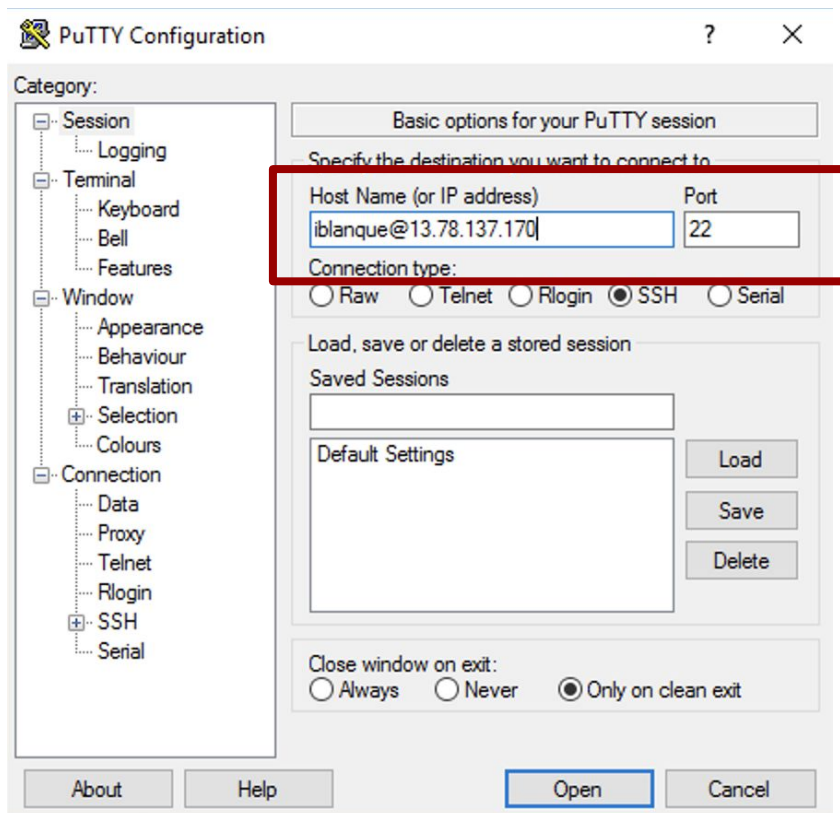 PuTTY Configuration
?
Category:
Session
Logging
Terminal
Keyboard
Bell
Features
Window
Appearance
Behaviour
Translation
Selection
Colours
Connection
Data
Proxy
Telnet
Rlogin
SSH
Serial
Basic options for your PuTTY session
Specify the destination you want to connect to
Host Name (or IP address) Port
iblanque@13.78.137.170 22
Connection type:
Raw Telnet Rlogin SSH Serial
Load, save or delete a stored session
Saved Sessions
Default Settings
Load
Save
Delete
Close window on exit:
Always Never Only on clean exit
About Help Open Cancel